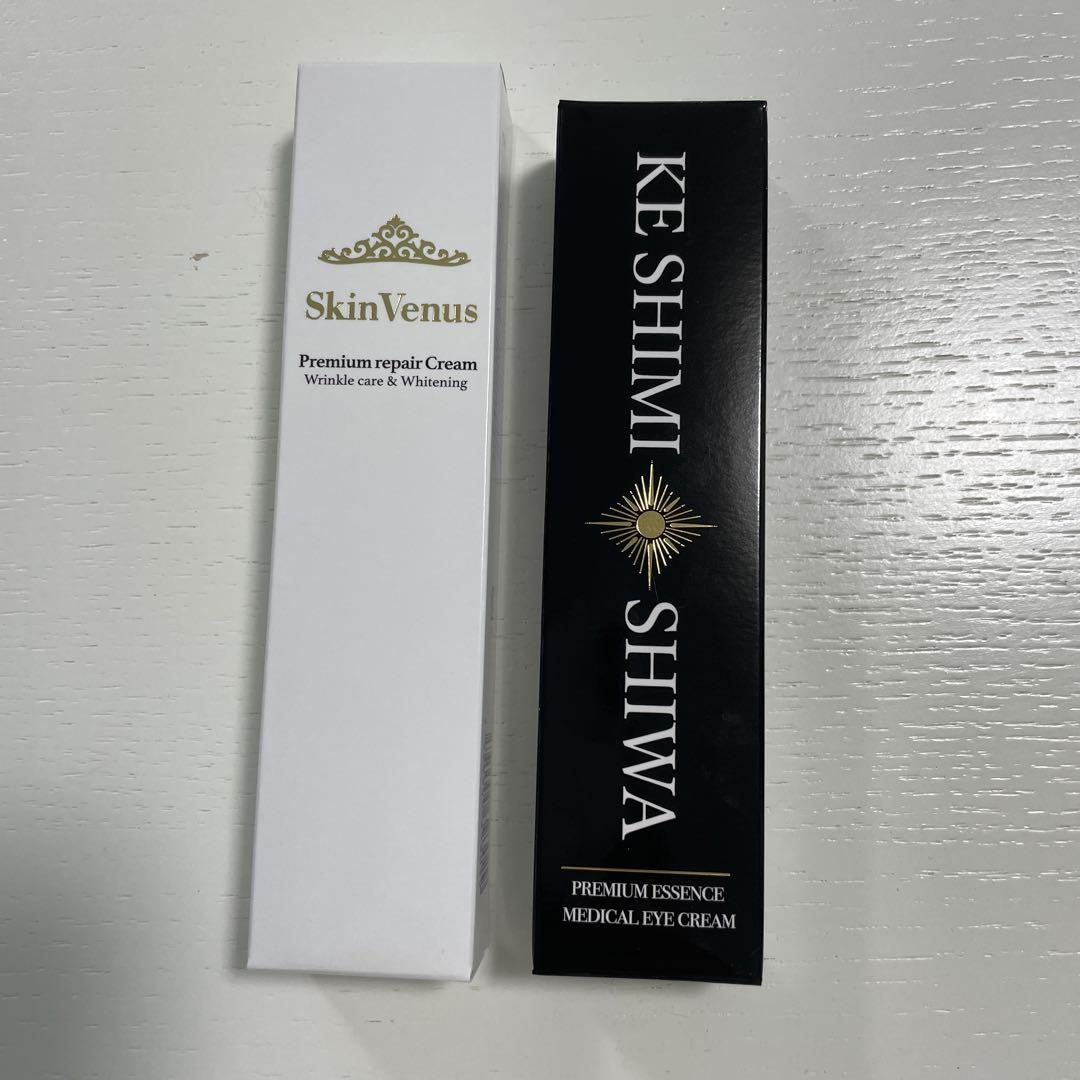 SkinVenus
Premium repair Cream
Wrinkle care & Whitening
KE SHIMI SHIWA
PREMIUM ESSENCE
MEDICAL EYE CREAM